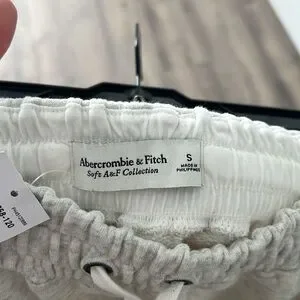 Abercrombie & Fitch
Soft A&F Collection
S
MADE IN
PHILIPPINES